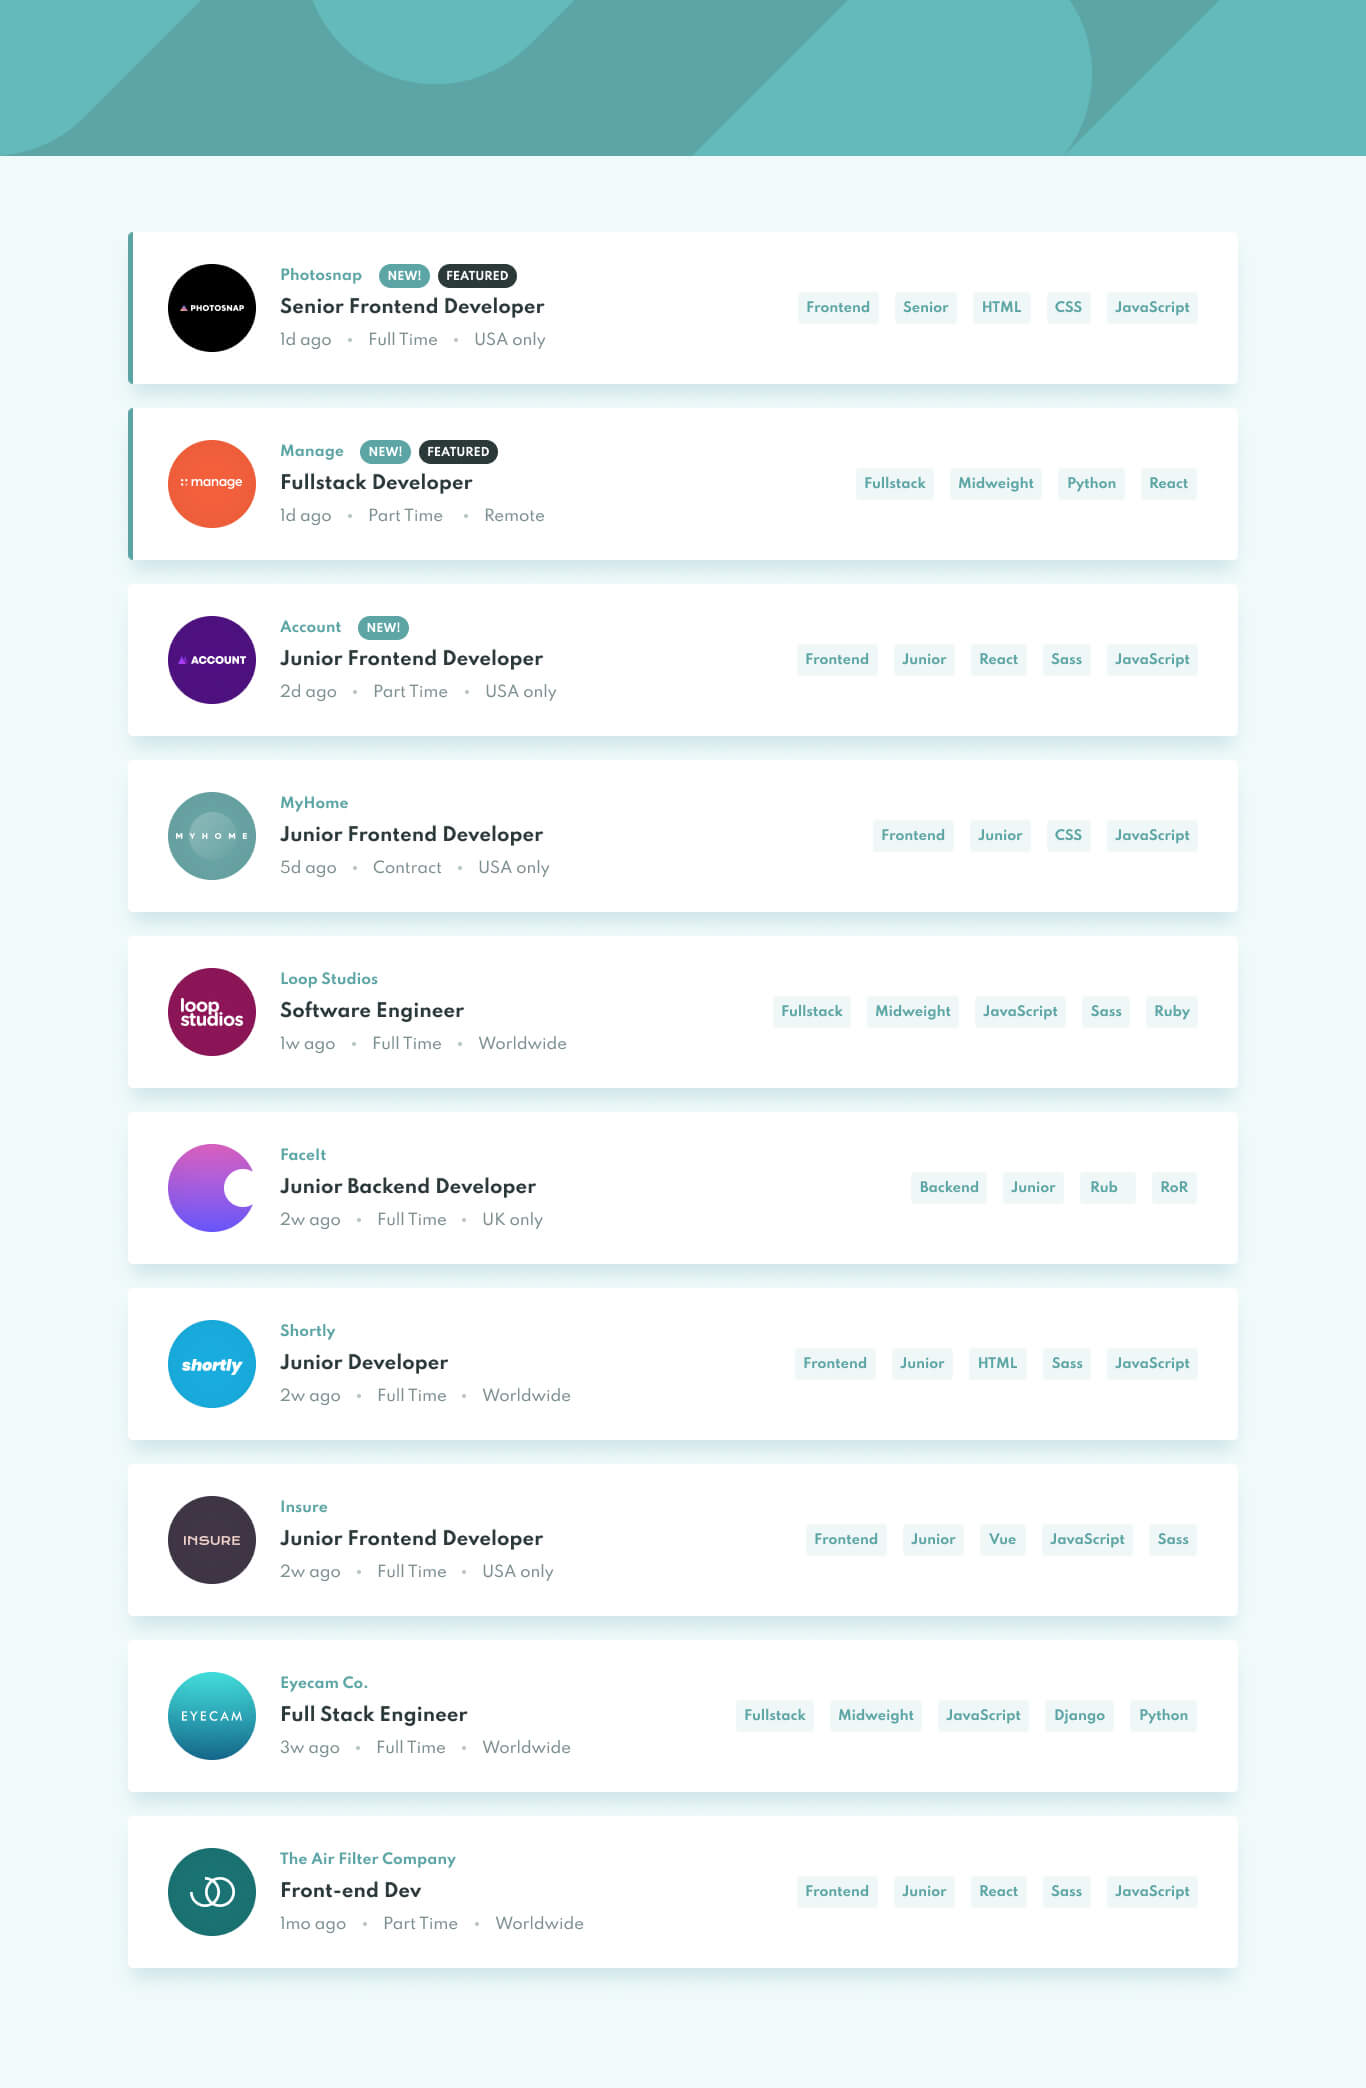 Photosnap NEW! FEATURED
PHOTOSNAP
Senior Frontend Developer
Frontend Senior HTML CSS JavaScript
1d ago • Full Time • USA only
Manage NEW! FEATURED
manage
Fullstack Developer
Fullstack Midweight Python React
1d ago • Part Time • Remote
Account NEW!
ACCOUNT
Junior Frontend Developer
Frontend Junior React Sass JavaScript
2d ago • Part Time • USA only
MyHome
MYHOME
Junior Frontend Developer
Frontend Junior CSS JavaScript
5d ago • Contract • USA only
Loop Studios
loop
studios
Software Engineer
Fullstack Midweight JavaScript Sass Ruby
1w ago • Full Time • Worldwide
FaceIt
Junior Backend Developer
Backend Junior Rub RoR
2w ago • Full Time • UK only
Shortly
shortly
Junior Developer
Frontend Junior HTML Sass JavaScript
2w ago • Full Time • Worldwide
Insure
INSURE
Junior Frontend Developer
Frontend Junior Vue JavaScript Sass
2w ago • Full Time • USA only
Eyecam Co.
EYECAM
Full Stack Engineer
Fullstack Midweight JavaScript Django Python
3w ago • Full Time • Worldwide
The Air Filter Company
Front-end Dev
Frontend Junior React Sass JavaScript
1mo ago • Part Time • Worldwide